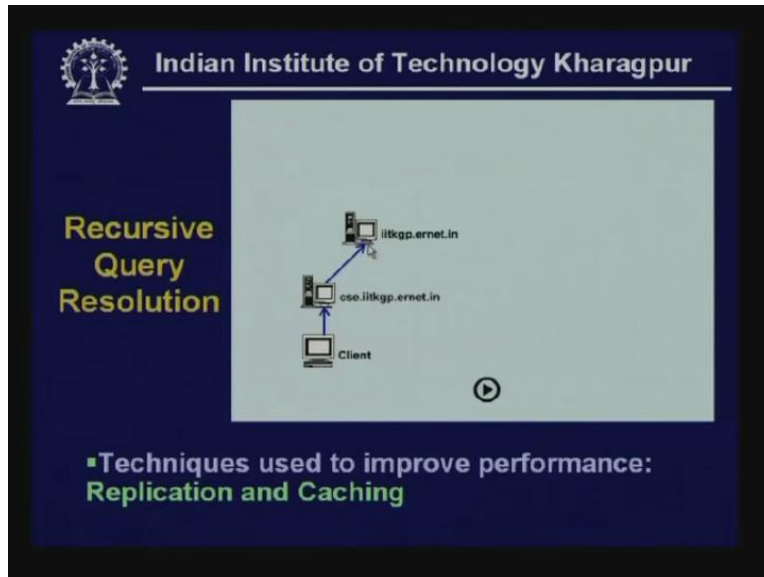 Indian Institute of Technology Kharagpur
Recursive
Query
Resolution
iitkgp.ernet.in
cse.iitkgp.ernet.in
Client
▪Techniques used to improve performance:
Replication and Caching